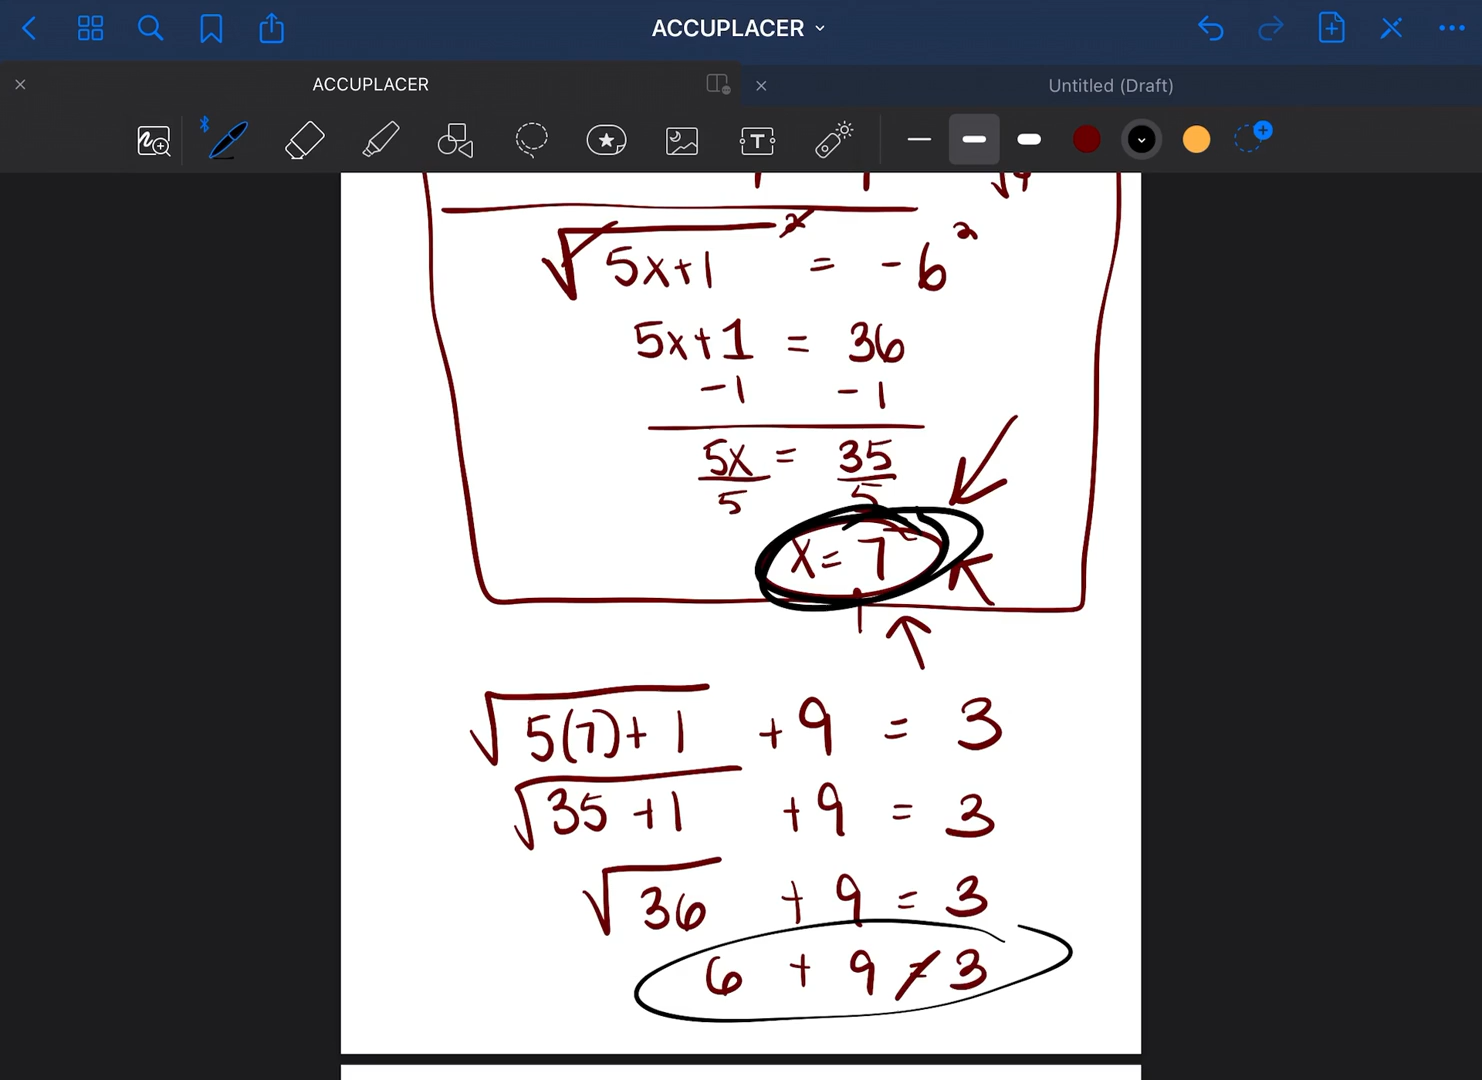 ACCUPLACER
ACCUPLACER
Untitled (Draft)
T
√5x+1² = -6²
5x+1 = 36
-1 -1
5x/5 = 35/5
x = 7
√5(7)+1 + 9 = 3
√35+1 + 9 = 3
√36 + 9 = 3
6 + 9 ≠ 3